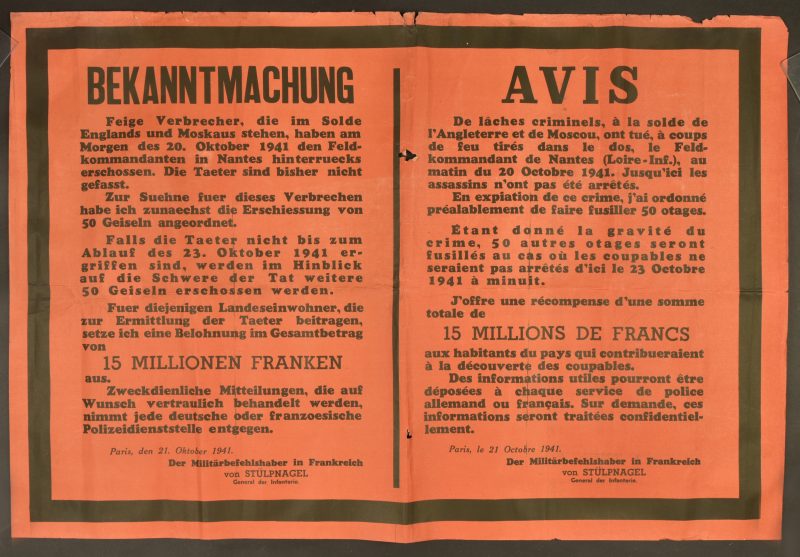 BEKANNTMACHUNG
Feige Verbrecher, die im Solde
Englands und Moskaus stehen, haben am
Morgen des 20. Oktober 1941 den Feld-
kommandanten in Nantes hinterruecks
erschossen. Die Taeter sind bisher nicht
gefasst.
Zur Suehne fuer dieses Verbrechen
habe ich zunaechst die Erschiessung von
50 Geiseln angeordnet.
Falls die Taeter nicht bis zum
Ablauf des 23. Oktober 1941 er-
griffen sind, werden im Hinblick
auf die Schwere der Tat weitere
50 Geiseln erschossen werden.
Fuer diejenigen Landeseinwohner, die
zur Ermittlung der Taeter beitragen,
setze ich eine Belohnung im Gesamtbetrag
von
15 MILLIONEN FRANKEN
aus.
Zweckdienliche Mitteilungen, die auf
Wunsch vertraulich behandelt werden,
nimmt jede deutsche oder franzoesische
Polizeidienststelle entgegen.
Paris, den 21. Oktober 1941.
Der Militärbefehlshaber in Frankreich
von STÜLPNAGEL
General der Infanterie.
AVIS
De lâches criminels, à la solde de
l'Angleterre et de Moscou, ont tué, à coups
de feu tirés dans le dos, le Feld-
kommandant de Nantes (Loire-Inf.), au
matin du 20 Octobre 1941. Jusqu'ici les
assassins n'ont pas été arrêtés.
En expiation de ce crime, j'ai ordonné
préalablement de faire fusiller 50 otages.
Étant donné la gravité du
crime, 50 autres otages seront
fusillés au cas où les coupables ne
seraient pas arrêtés d'ici le 23 Octobre
1941 à minuit.
J'offre une récompense d'une somme
totale de
15 MILLIONS DE FRANCS
aux habitants du pays qui contribueraient
à la découverte des coupables.
Des informations utiles pourront être
déposées à chaque service de police
allemand ou français. Sur demande, ces
informations seront traitées confidentiel-
lement.
Paris, le 21 Octobre 1941.
Der Militärbefehlshaber in Frankreich
von STÜLPNAGEL
General der Infanterie.